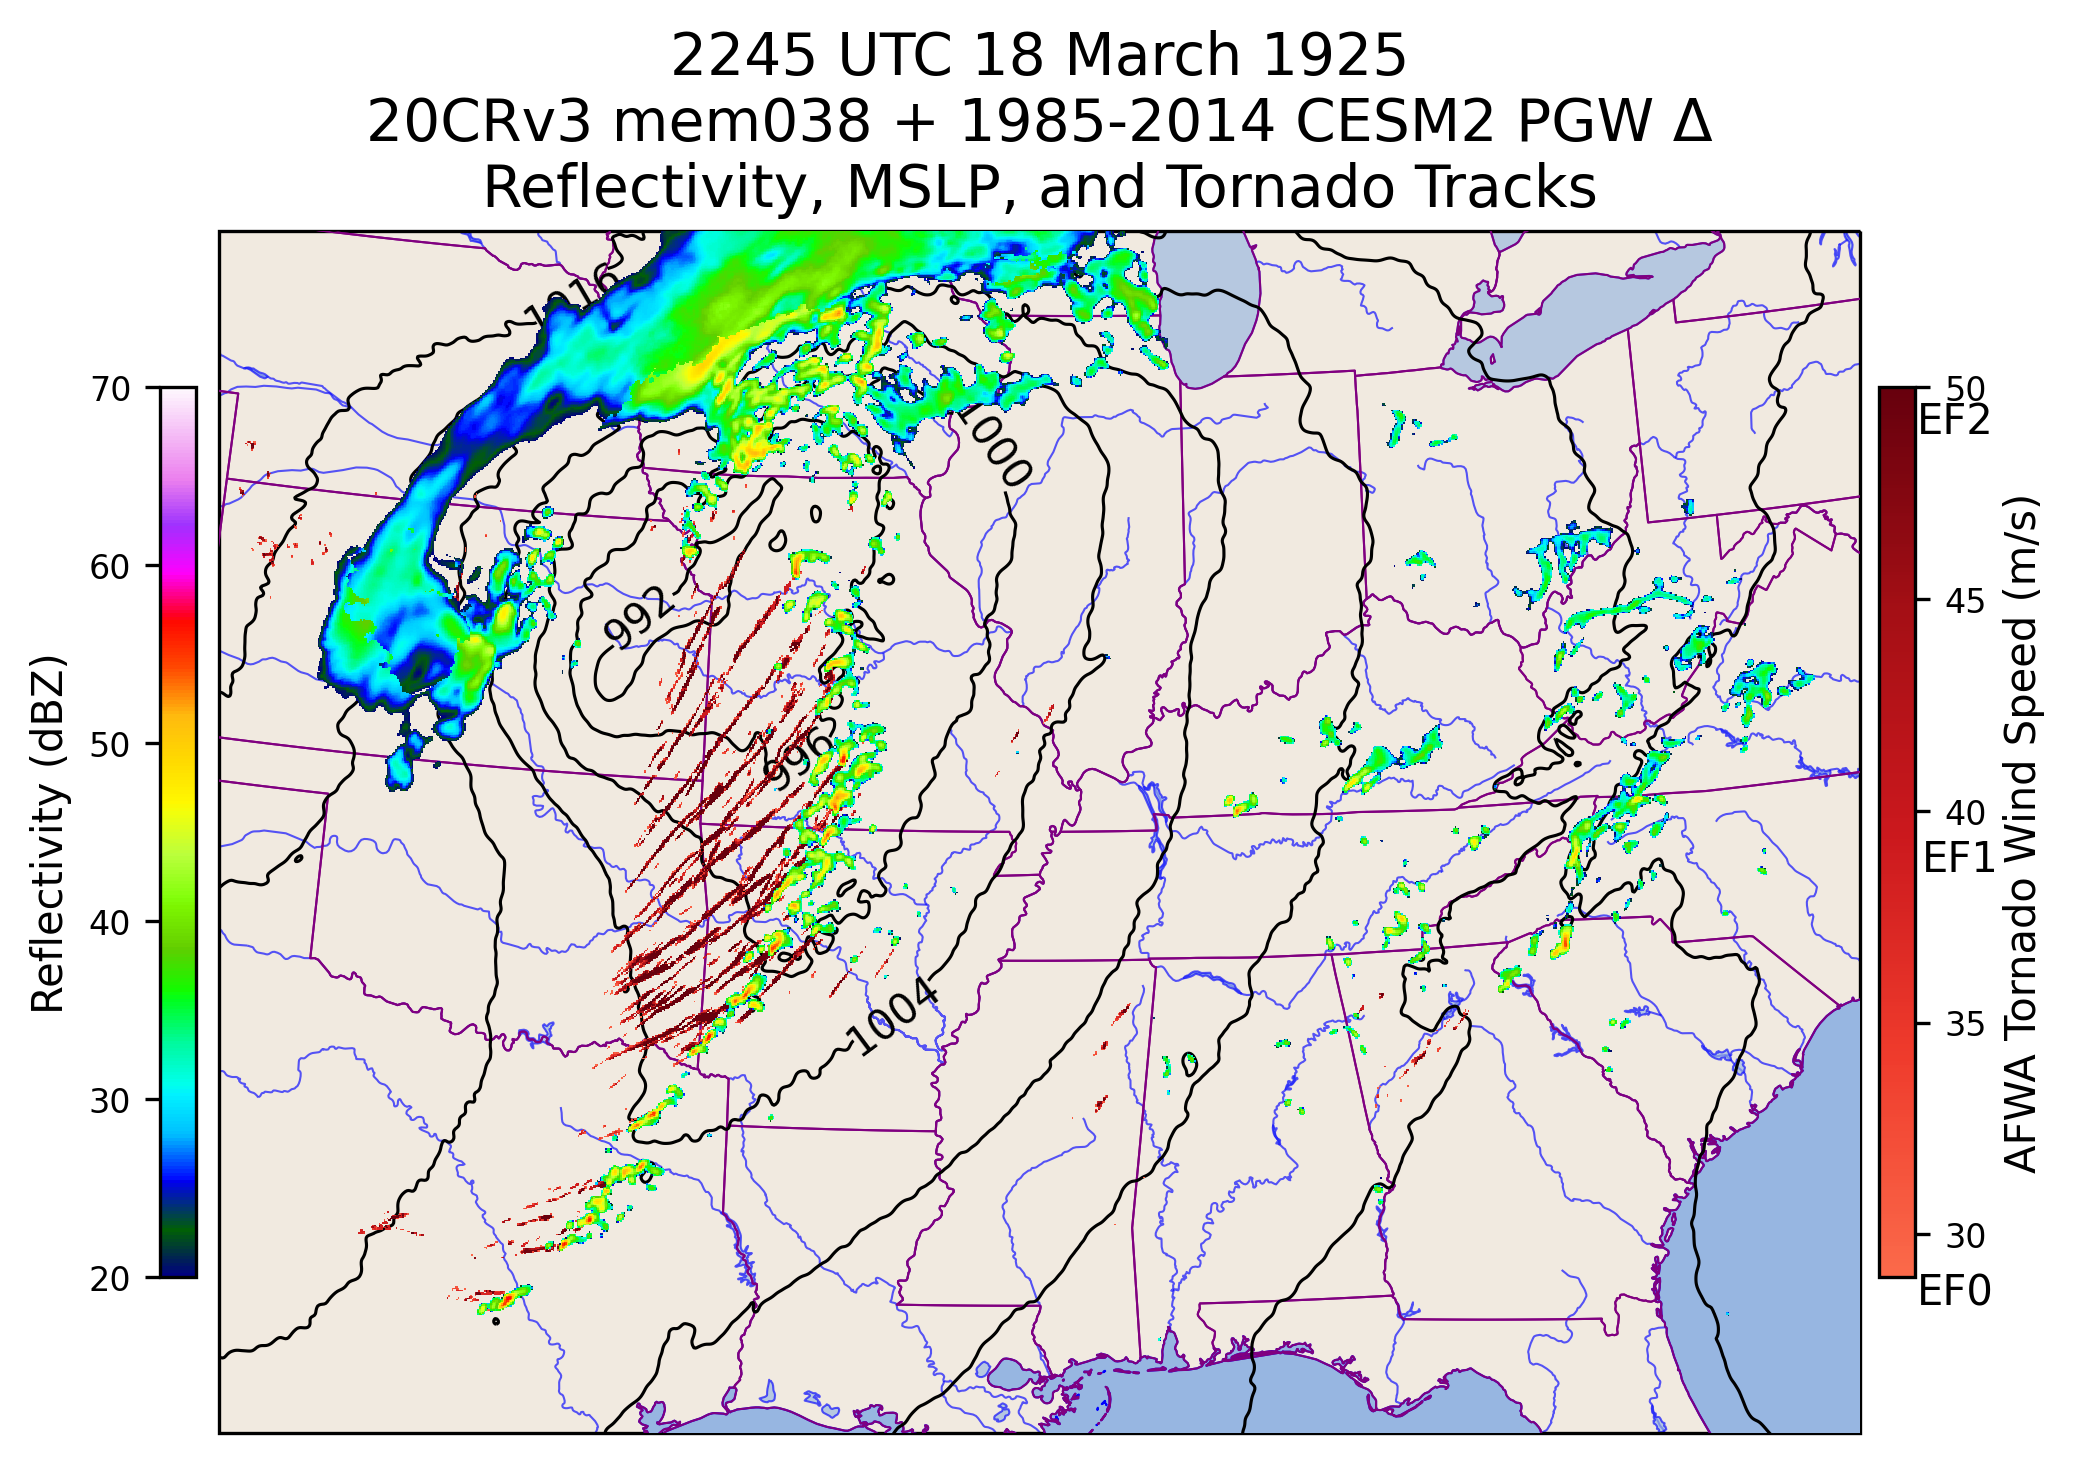 2245 UTC 18 March 1925
20CRv3 mem038 + 1985-2014 CESM2 PGW Δ
Reflectivity, MSLP, and Tornado Tracks
1016
1000
992
996
1004
70
60
50
40
30
20
Reflectivity (dBZ)
50
EF2
45
40
EF1
35
30
EF0
AFWA Tornado Wind Speed (m/s)